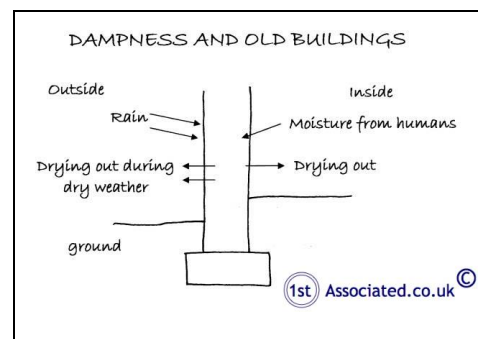 DAMPNESS AND OLD BUILDINGS
Outside
Inside
Rain
Moisture from humans
Drying out during
dry weather
Drying out
ground
1st Associated.co.uk ©